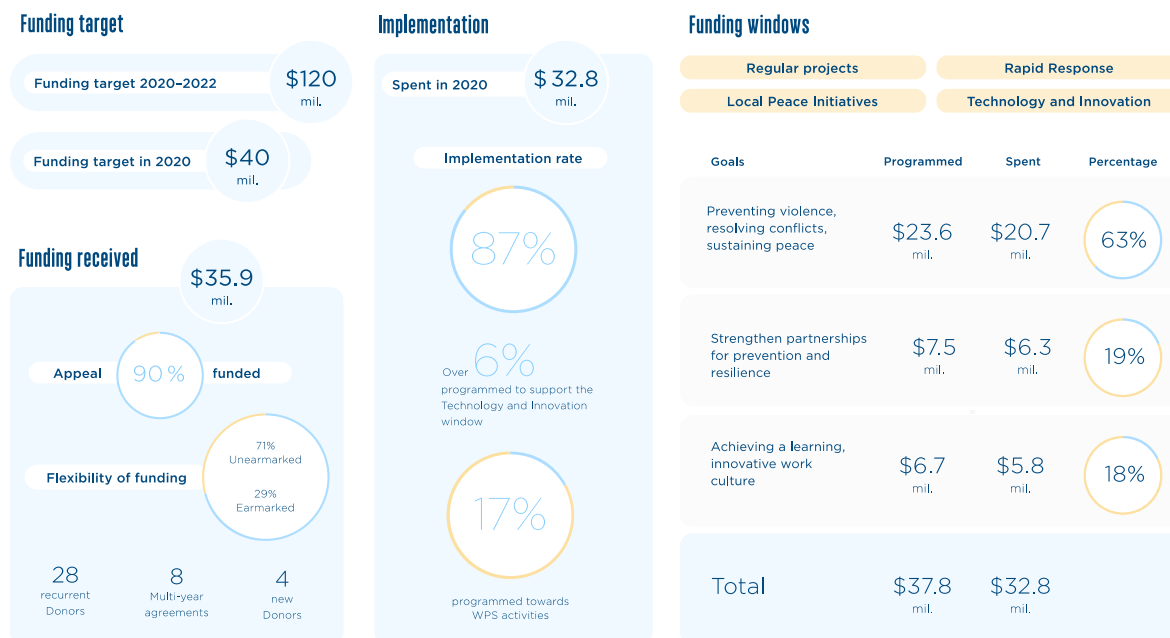 Funding target
Funding target 2020–2022
$120
mil.
Funding target in 2020
$40
mil.
Funding received
$35.9
mil.
Appeal
90%
funded
Flexibility of funding
71%
Unearmarked
29%
Earmarked
28
recurrent
Donors
8
Multi-year
agreements
4
new
Donors
Implementation
Spent in 2020
$32.8
mil.
Implementation rate
87%
Over 6%
programmed to support the
Technology and Innovation
window
17%
programmed towards
WPS activities
Funding windows
Regular projects
Rapid Response
Local Peace Initiatives
Technology and Innovation
Goals Programmed Spent Percentage
Preventing violence,
resolving conflicts,
sustaining peace
$23.6
mil.
$20.7
mil.
63%
Strengthen partnerships
for prevention and
resilience
$7.5
mil.
$6.3
mil.
19%
Achieving a learning,
innovative work
culture
$6.7
mil.
$5.8
mil.
18%
Total
$37.8
mil.
$32.8
mil.